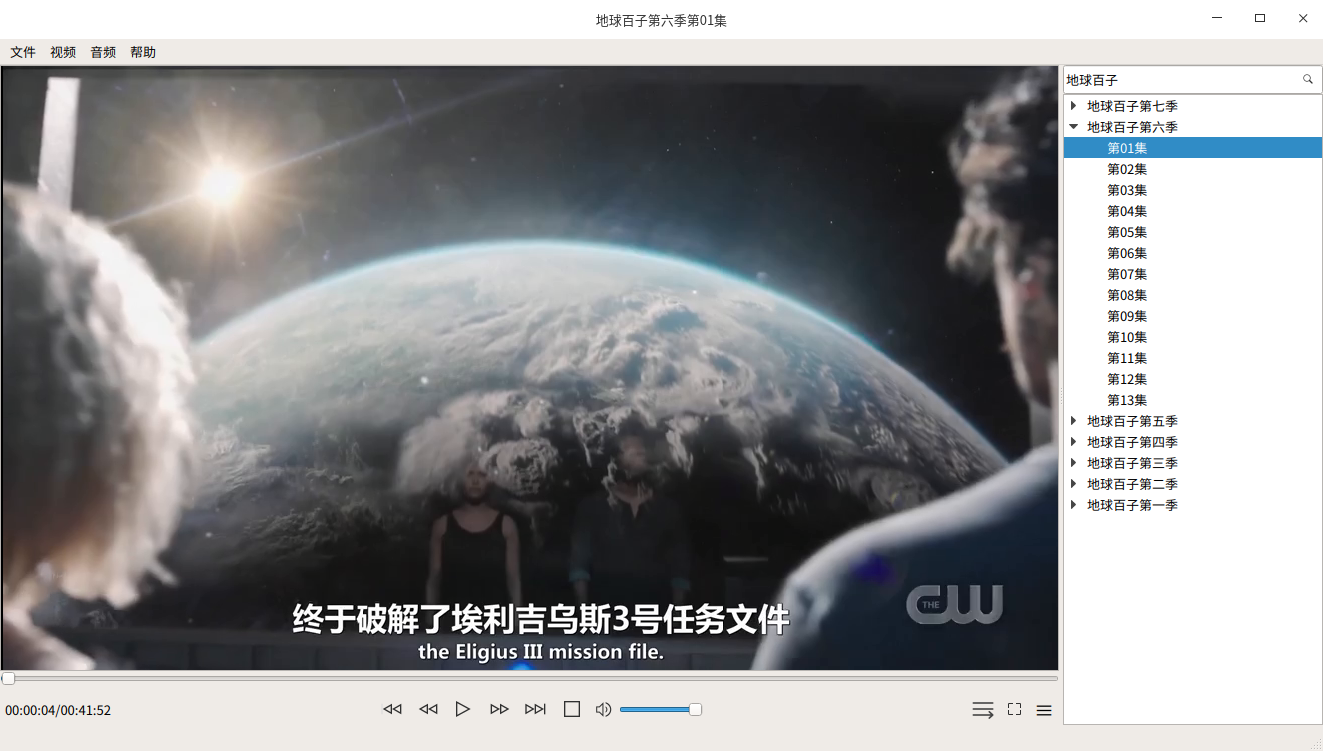 地球百子第六季第01集
文件 视频 音频 帮助
地球百子
地球百子第七季
地球百子第六季
第01集
第02集
第03集
第04集
第05集
第06集
第07集
第08集
第09集
第10集
第11集
第12集
第13集
地球百子第五季
地球百子第四季
地球百子第三季
地球百子第二季
地球百子第一季
THE CW
终于破解了埃利吉乌斯3号任务文件
the Eligius III mission file.
00:00:04/00:41:52